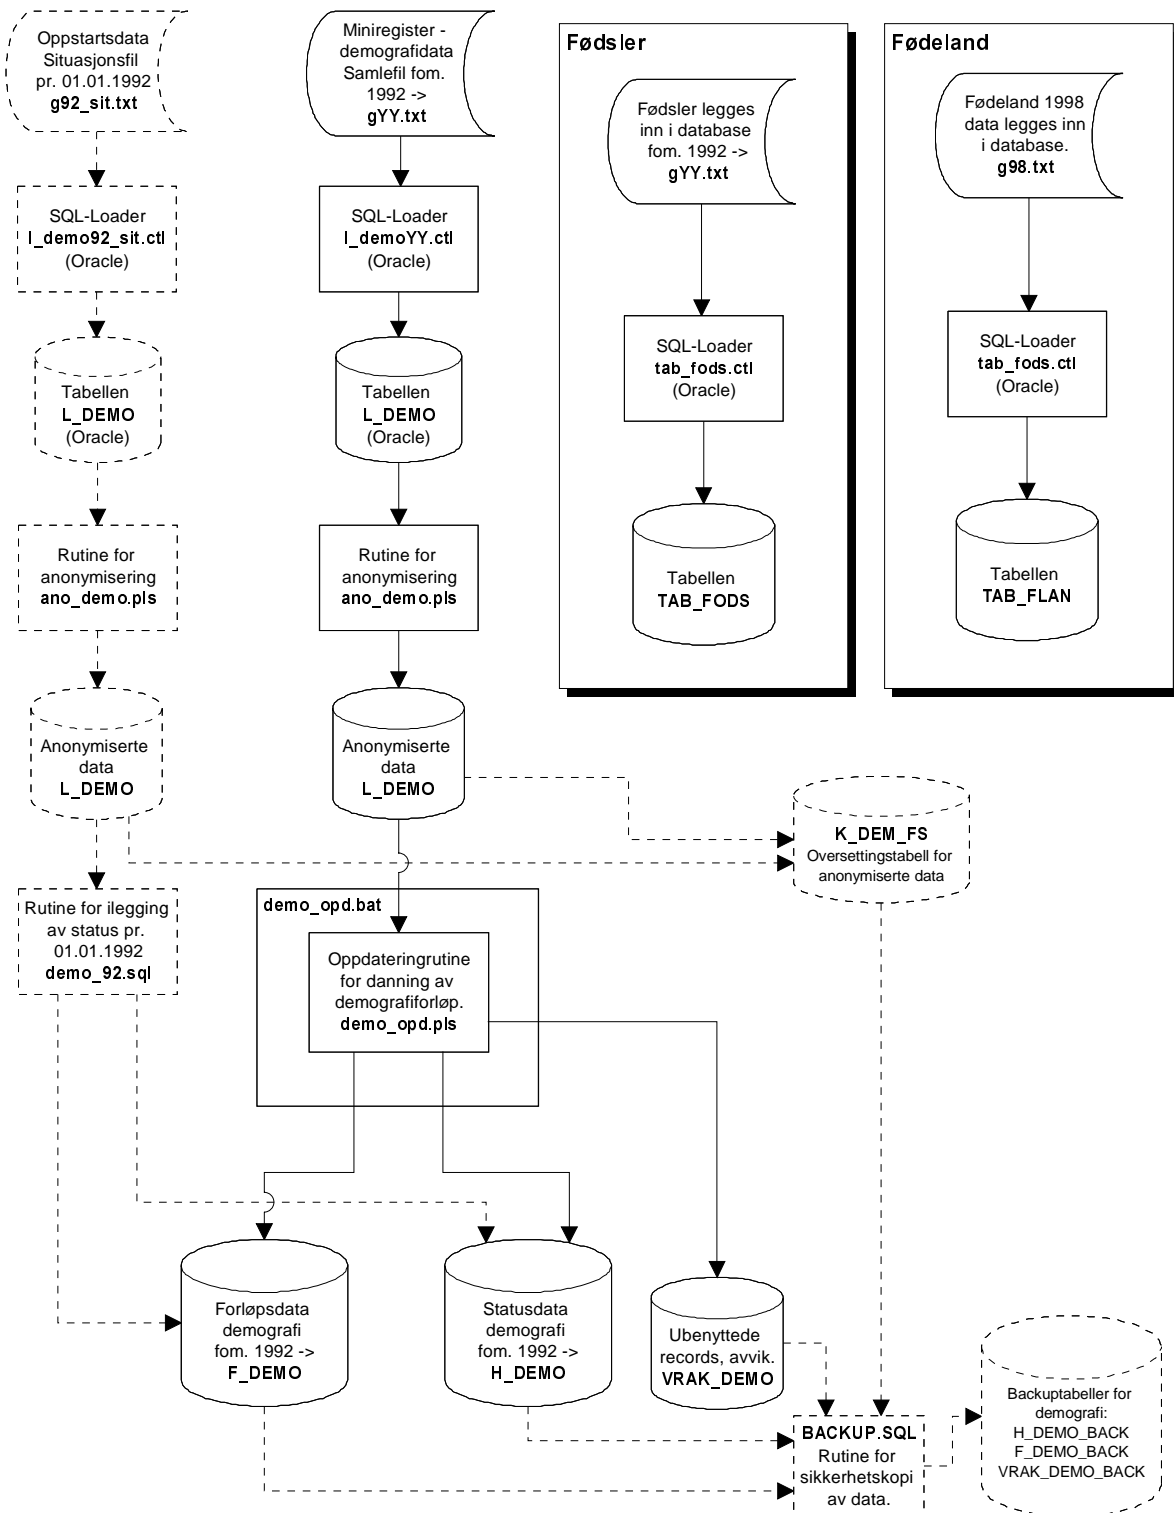 Oppstartsdata
Situasjonsfil
pr. 01.01.1992
g92_sit.txt
SQL-Loader
l_demo92_sit.ctl
(Oracle)
Tabellen
L_DEMO
(Oracle)
Rutine for
anonymisering
ano_demo.pls
Anonymiserte
data
L_DEMO
Rutine for ilegging
av status pr.
01.01.1992
demo_92.sql
Miniregister -
demografidata
Samlefil fom.
1992 ->
gYY.txt
SQL-Loader
l_demoYY.ctl
(Oracle)
Tabellen
L_DEMO
(Oracle)
Rutine for
anonymisering
ano_demo.pls
Anonymiserte
data
L_DEMO
demo_opd.bat
Oppdateringrutine
for danning av
demografiforløp.
demo_opd.pls
Fødsler
Fødsler legges
inn i database
fom. 1992 ->
gYY.txt
SQL-Loader
tab_fods.ctl
(Oracle)
Tabellen
TAB_FODS
Fødeland
Fødeland 1998
data legges inn
i database.
g98.txt
SQL-Loader
tab_fods.ctl
(Oracle)
Tabellen
TAB_FLAN
K_DEM_FS
Oversettingstabell for
anonymiserte data
Forløpsdata
demografi
fom. 1992 ->
F_DEMO
Statusdata
demografi
fom. 1992 ->
H_DEMO
Ubenyttede
records, avvik.
VRAK_DEMO
BACKUP.SQL
Rutine for
sikkerhetskopi
av data.
Backuptabeller for
demografi:
H_DEMO_BACK
F_DEMO_BACK
VRAK_DEMO_BACK